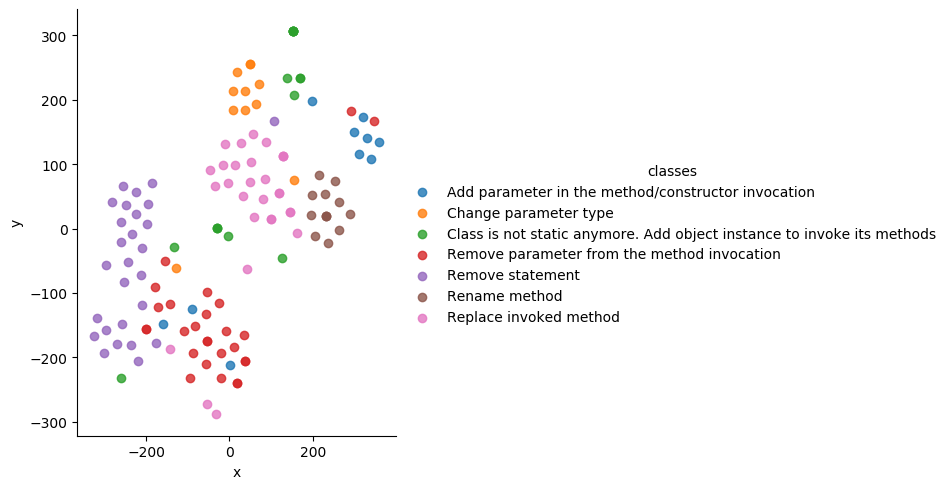 300
200
100
0
−100
−200
−300
y
−200
0
200
x
classes
Add parameter in the method/constructor invocation
Change parameter type
Class is not static anymore. Add object instance to invoke its methods
Remove parameter from the method invocation
Remove statement
Rename method
Replace invoked method